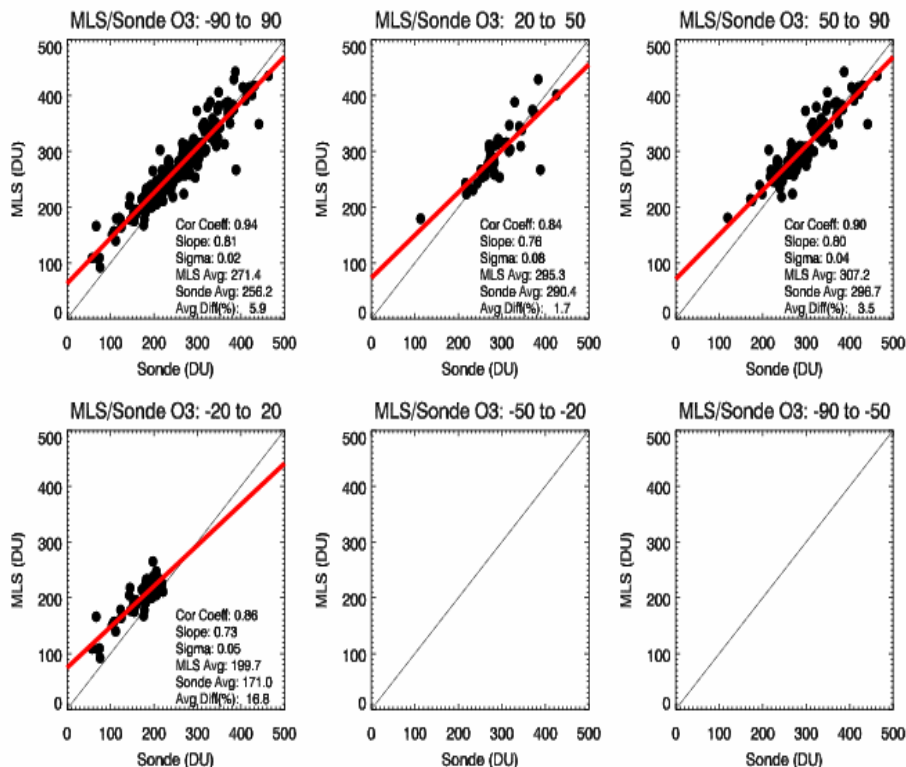 MLS/Sonde O3: -90 to 90
500
400
300
200
100
0
MLS (DU)
Cor Coeff: 0.94
Slope: 0.81
Sigma: 0.02
MLS Avg: 271.4
Sonde Avg: 256.2
Avg Diff(%): 5.9
0 100 200 300 400 500
Sonde (DU)
MLS/Sonde O3: 20 to 50
500
400
300
200
100
0
MLS (DU)
Cor Coeff: 0.84
Slope: 0.76
Sigma: 0.08
MLS Avg: 295.3
Sonde Avg: 290.4
Avg Diff(%): 1.7
0 100 200 300 400 500
Sonde (DU)
MLS/Sonde O3: 50 to 90
500
400
300
200
100
0
MLS (DU)
Cor Coeff: 0.90
Slope: 0.80
Sigma: 0.04
MLS Avg: 307.2
Sonde Avg: 296.7
Avg Diff(%): 3.5
0 100 200 300 400 500
Sonde (DU)
MLS/Sonde O3: -20 to 20
500
400
300
200
100
0
MLS (DU)
Cor Coeff: 0.86
Slope: 0.73
Sigma: 0.05
MLS Avg: 199.7
Sonde Avg: 171.0
Avg Diff(%): 16.8
0 100 200 300 400 500
Sonde (DU)
MLS/Sonde O3: -50 to -20
500
400
300
200
100
0
MLS (DU)
0 100 200 300 400 500
Sonde (DU)
MLS/Sonde O3: -90 to -50
500
400
300
200
100
0
MLS (DU)
0 100 200 300 400 500
Sonde (DU)